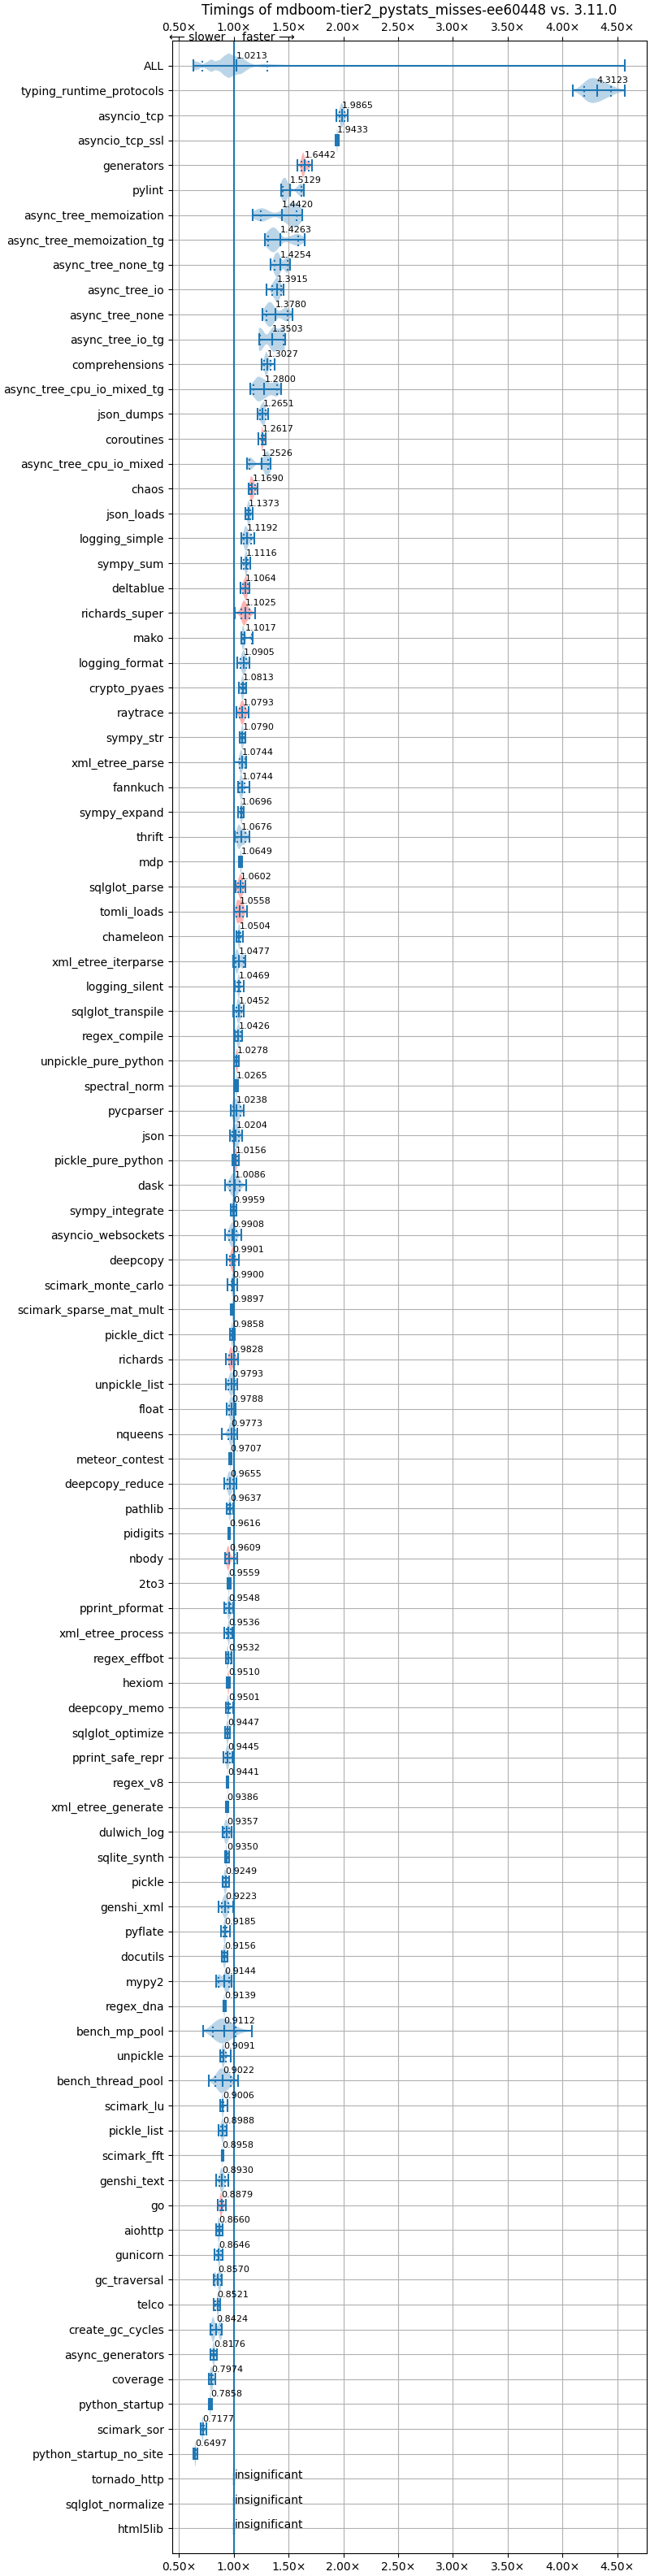 Timings of mdboom-tier2_pystats_misses-ee60448 vs. 3.11.0
0.50× 1.00× 1.50× 2.00× 2.50× 3.00× 3.50× 4.00× 4.50×
⟵ slower faster ⟶
ALL 1.0213
typing_runtime_protocols 4.3123
asyncio_tcp 1.9865
asyncio_tcp_ssl 1.9433
generators 1.6442
pylint 1.5129
async_tree_memoization 1.4420
async_tree_memoization_tg 1.4263
async_tree_none_tg 1.4254
async_tree_io 1.3915
async_tree_none 1.3780
async_tree_io_tg 1.3503
comprehensions 1.3027
async_tree_cpu_io_mixed_tg 1.2800
json_dumps 1.2651
coroutines 1.2617
async_tree_cpu_io_mixed 1.2526
chaos 1.1690
json_loads 1.1373
logging_simple 1.1192
sympy_sum 1.1116
deltablue 1.1064
richards_super 1.1025
mako 1.1017
logging_format 1.0905
crypto_pyaes 1.0813
raytrace 1.0793
sympy_str 1.0790
xml_etree_parse 1.0744
fannkuch 1.0744
sympy_expand 1.0696
thrift 1.0676
mdp 1.0649
sqlglot_parse 1.0602
tomli_loads 1.0558
chameleon 1.0504
xml_etree_iterparse 1.0477
logging_silent 1.0469
sqlglot_transpile 1.0452
regex_compile 1.0426
unpickle_pure_python 1.0278
spectral_norm 1.0265
pycparser 1.0238
json 1.0204
pickle_pure_python 1.0156
dask 1.0086
sympy_integrate 0.9959
asyncio_websockets 0.9908
deepcopy 0.9901
scimark_monte_carlo 0.9900
scimark_sparse_mat_mult 0.9897
pickle_dict 0.9858
richards 0.9828
unpickle_list 0.9793
float 0.9788
nqueens 0.9773
meteor_contest 0.9707
deepcopy_reduce 0.9655
pathlib 0.9637
pidigits 0.9616
nbody 0.9609
2to3 0.9559
pprint_pformat 0.9548
xml_etree_process 0.9536
regex_effbot 0.9532
hexiom 0.9510
deepcopy_memo 0.9501
sqlglot_optimize 0.9447
pprint_safe_repr 0.9445
regex_v8 0.9441
xml_etree_generate 0.9386
dulwich_log 0.9357
sqlite_synth 0.9350
pickle 0.9249
genshi_xml 0.9223
pyflate 0.9185
docutils 0.9156
mypy2 0.9144
regex_dna 0.9139
bench_mp_pool 0.9112
unpickle 0.9091
bench_thread_pool 0.9022
scimark_lu 0.9006
pickle_list 0.8988
scimark_fft 0.8958
genshi_text 0.8930
go 0.8879
aiohttp 0.8660
gunicorn 0.8646
gc_traversal 0.8570
telco 0.8521
create_gc_cycles 0.8424
async_generators 0.8176
coverage 0.7974
python_startup 0.7858
scimark_sor 0.7177
python_startup_no_site 0.6497
tornado_http insignificant
sqlglot_normalize insignificant
html5lib insignificant
0.50× 1.00× 1.50× 2.00× 2.50× 3.00× 3.50× 4.00× 4.50×